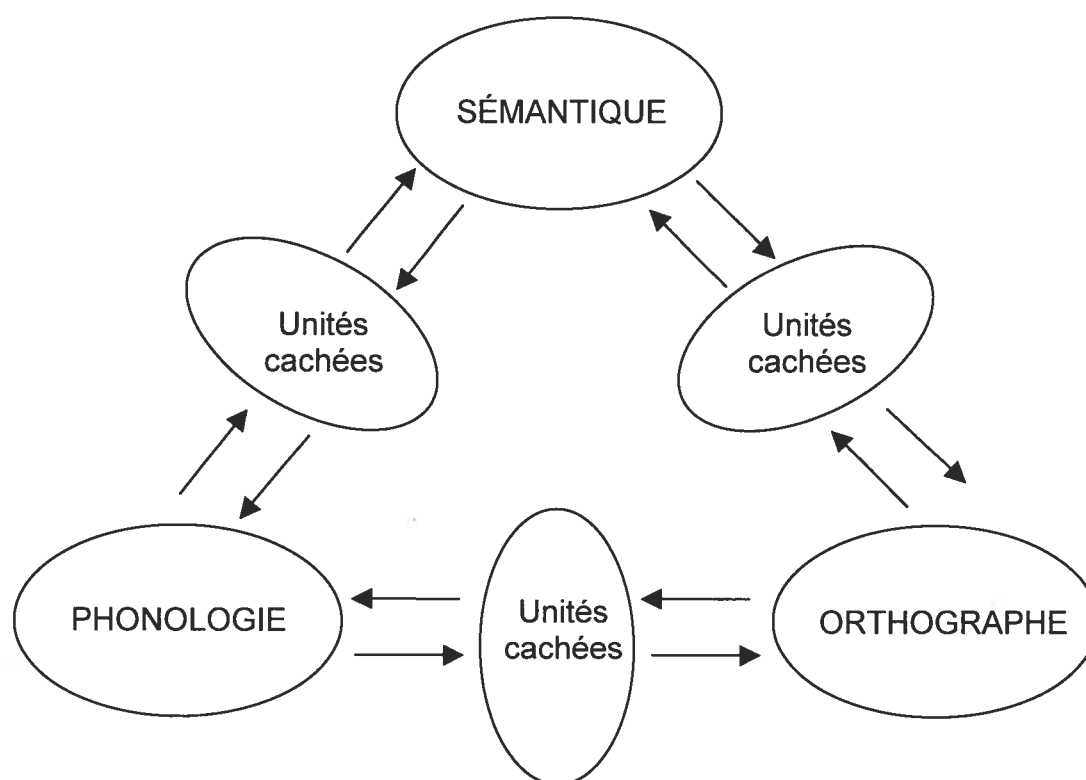 SÉMANTIQUE
Unités
cachées
Unités
cachées
PHONOLOGIE
Unités
cachées
ORTHOGRAPHE